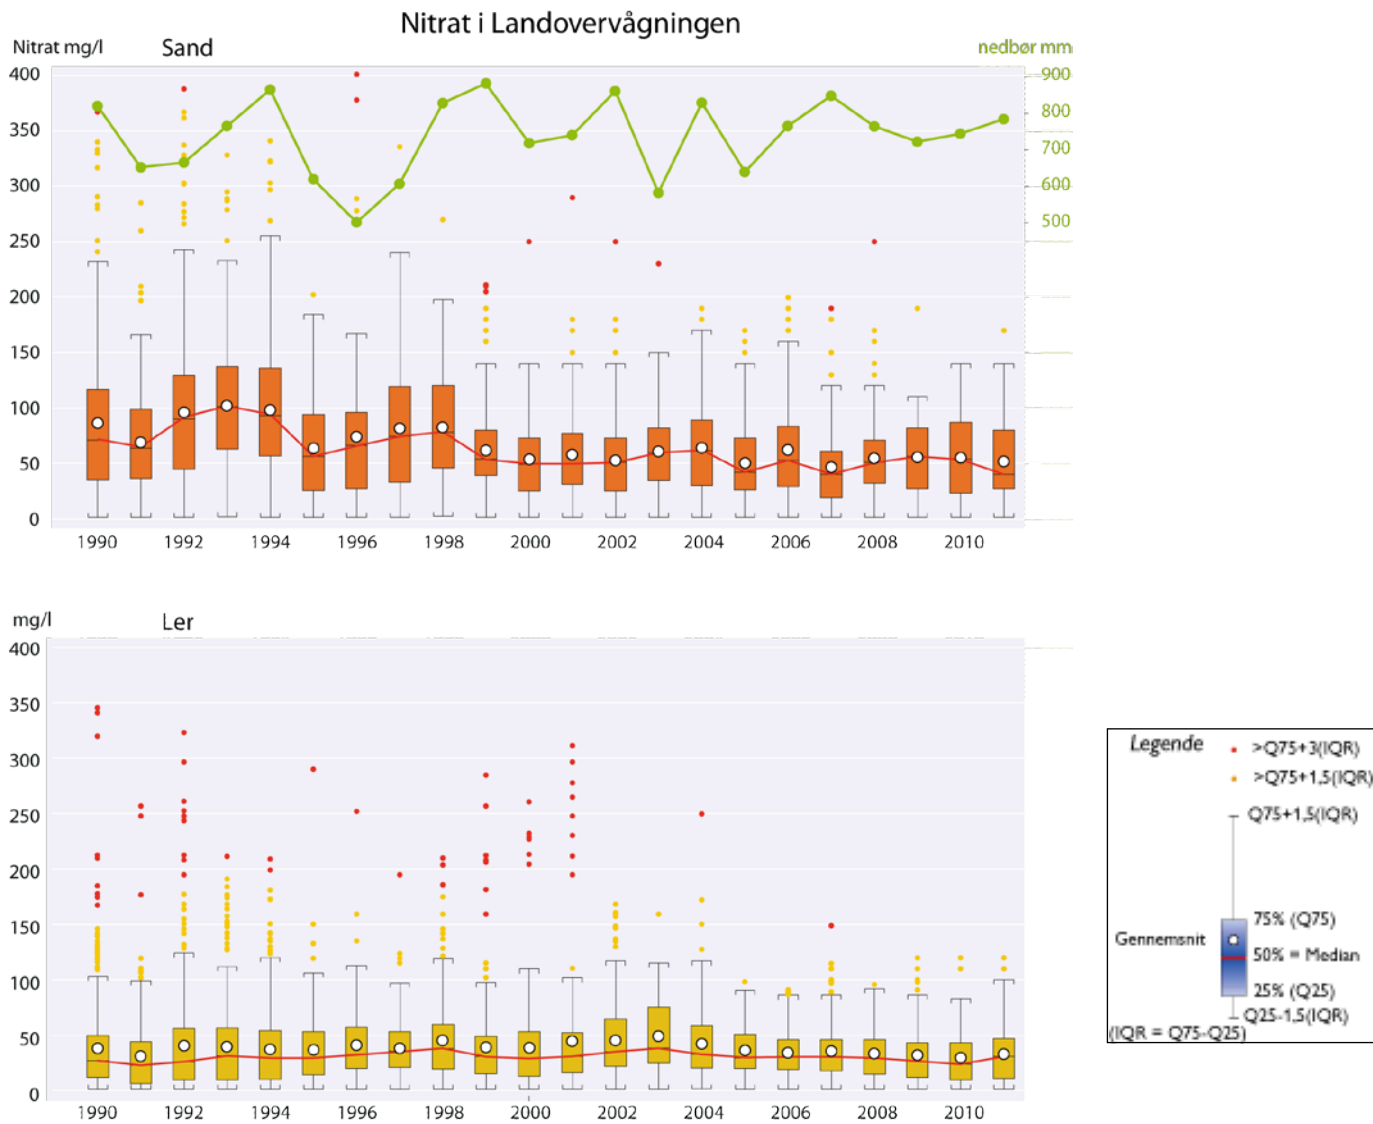 Nitrat i Landovervågningen
Nitrat mg/l Sand nedbør mm
400 900
350 800
300 700
250 600
200 500
150
100
50
0
1990 1992 1994 1996 1998 2000 2002 2004 2006 2008 2010
mg/l Ler
400
350
300
250
200
150
100
50
0
1990 1992 1994 1996 1998 2000 2002 2004 2006 2008 2010
Legende
>Q75+3(IQR)
>Q75+1,5(IQR)
Q75+1,5(IQR)
75% (Q75)
Gennemsnit
50% = Median
25% (Q25)
Q25-1,5(IQR)
(IQR = Q75-Q25)